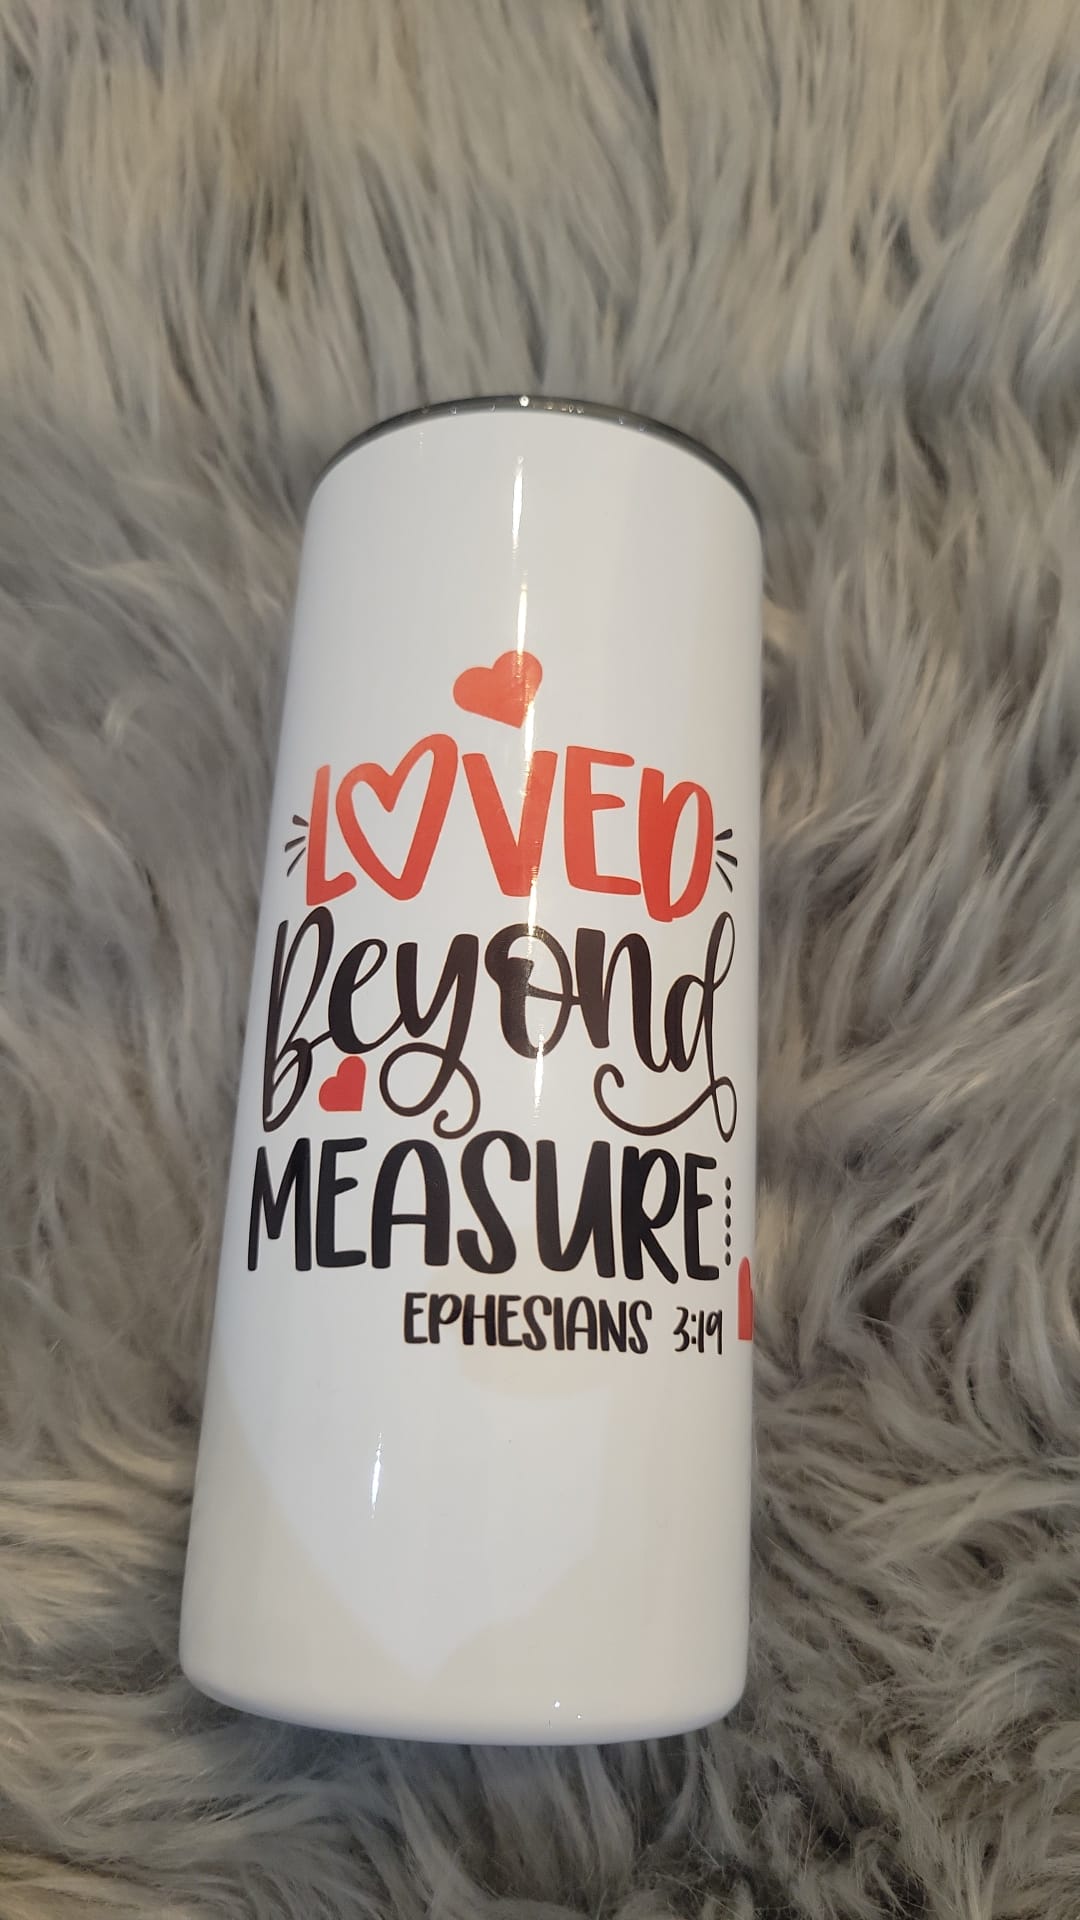 LOVED
Beyond
MEASURE.....
EPHESIANS 3:19